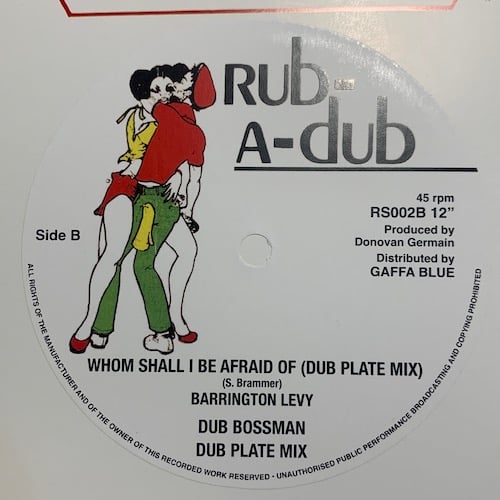 RUB-
A-dub
45 rpm
RS002B 12"
Produced by
Donovan Germain
Distributed by
GAFFA BLUE
Side B
WHOM SHALL I BE AFRAID OF (DUB PLATE MIX)
(S. Brammer)
BARRINGTON LEVY
DUB BOSSMAN
DUB PLATE MIX
ALL RIGHTS OF THE MANUFACTURER AND OF THE OWNER OF THIS RECORDED WORK RESERVED - UNAUTHORISED PUBLIC PERFORMANCE BROADCASTING AND COPYING PROHIBITED